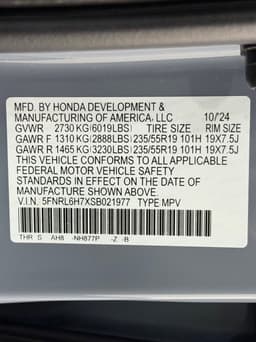 MFD. BY HONDA DEVELOPMENT &
MANUFACTURING OF AMERICA, LLC 10/24
GVWR 2730 KG (6019LBS) TIRE SIZE RIM SIZE
GAWR F 1310 KG (2888LBS) 235/55R19 101H 19X7.5J
GAWR R 1465 KG (3230LBS) 235/55R19 101H 19X7.5J
THIS VEHICLE CONFORMS TO ALL APPLICABLE
FEDERAL MOTOR VEHICLE SAFETY
STANDARDS IN EFFECT ON THE DATE OF
MANUFACTURE SHOWN ABOVE.
V.I.N. 5FNRL6H7XSB021977 TYPE MPV
THR S AH8 -NH877P -Z -B